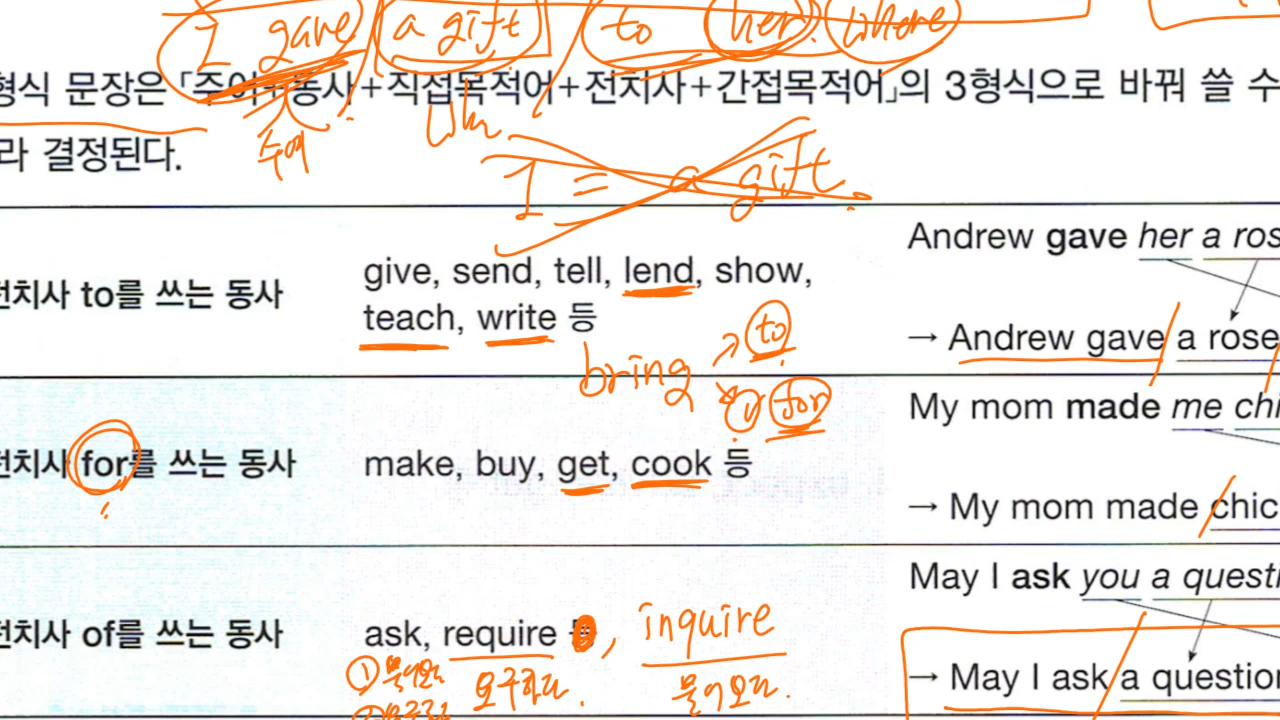 I gave / a gift / to her. where
형식 문장은 「주어+동사+직접목적어+전치사+간접목적어」의 3형식으로 바꿔 쓸 수
주어
라 결정된다.
I = a gift.
전치사 to를 쓰는 동사
give, send, tell, lend, show,
teach, write 등
bring to
for
Andrew gave her a ros
→ Andrew gave a rose
전치사 for를 쓰는 동사
make, buy, get, cook 등
My mom made me chi
→ My mom made chic
전치사 of를 쓰는 동사
ask, require, inquire
① 물어보다
요구하다.
물어보다.
May I ask you a questi
→ May I ask a question